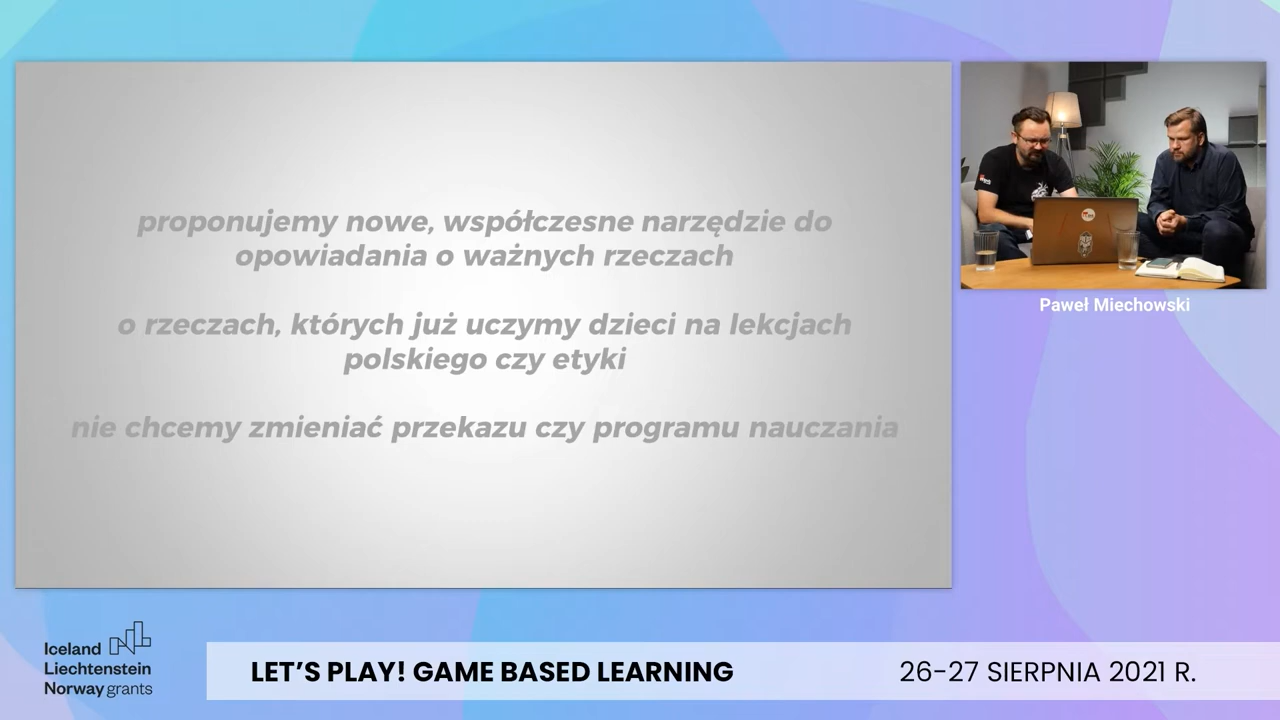 proponujemy nowe, współczesne narzędzie do
opowiadania o ważnych rzeczach
o rzeczach, których już uczymy dzieci na lekcjach
polskiego czy etyki
nie chcemy zmieniać przekazu czy programu nauczania
Paweł Miechowski
Iceland
Liechtenstein
Norway grants
LET'S PLAY! GAME BASED LEARNING
26-27 SIERPNIA 2021 R.